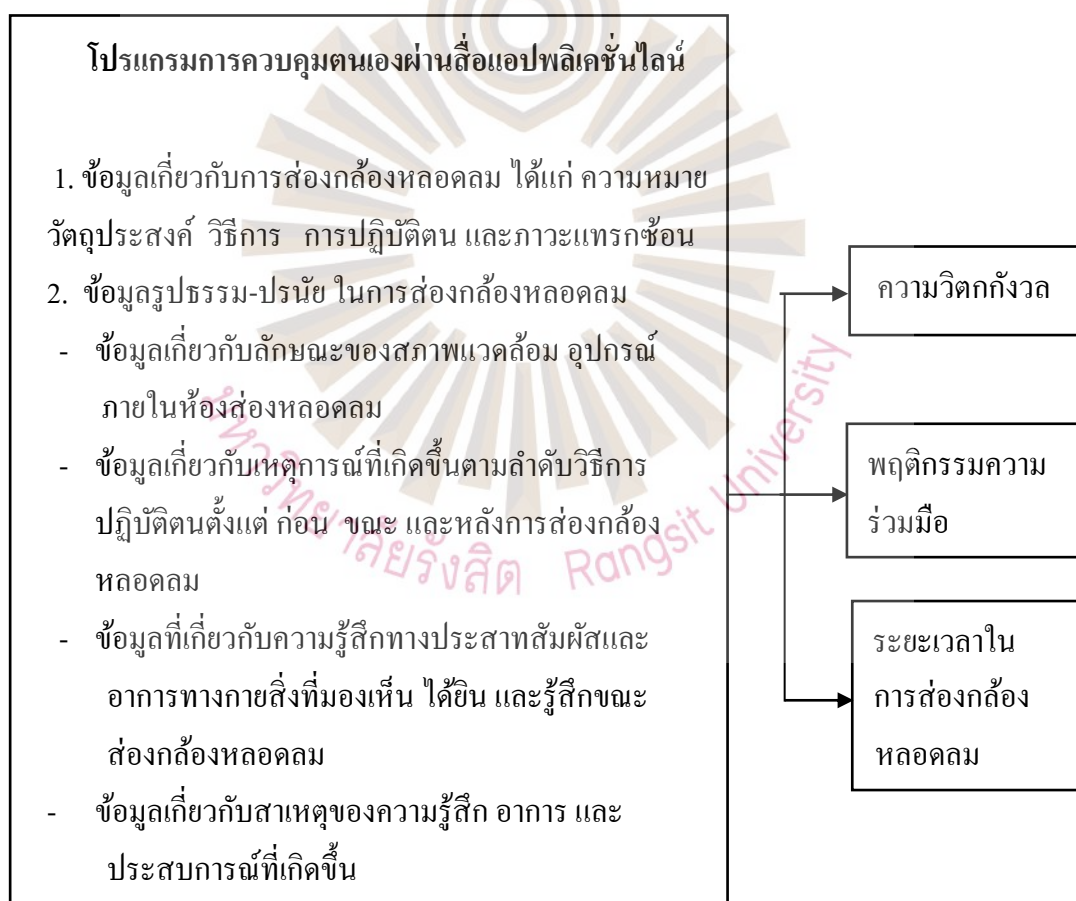 โปรแกรมการควบคุมตนเองผ่านสื่อแอปพลิเคชั่นไลน์
1. ข้อมูลเกี่ยวกับการส่องกล้องหลอดลม ได้แก่ ความหมาย
วัตถุประสงค์ วิธีการ การปฏิบัติตน และภาวะแทรกซ้อน
2. ข้อมูลรูปธรรม-ปรนัย ในการส่องกล้องหลอดลม
- ข้อมูลเกี่ยวกับลักษณะของสภาพแวดล้อม อุปกรณ์
ภายในห้องส่องหลอดลม
- ข้อมูลเกี่ยวกับเหตุการณ์ที่เกิดขึ้นตามลำดับวิธีการ
ปฏิบัติตนตั้งแต่ ก่อน ขณะ และหลังการส่องกล้อง
หลอดลม
- ข้อมูลที่เกี่ยวกับความรู้สึกทางประสาทสัมผัสและ
อาการทางกายสิ่งที่มองเห็น ได้ยิน และรู้สึกขณะ
ส่องกล้องหลอดลม
- ข้อมูลเกี่ยวกับสาเหตุของความรู้สึก อาการ และ
ประสบการณ์ที่เกิดขึ้น
ความวิตกกังวล
พฤติกรรมความ
ร่วมมือ
ระยะเวลาใน
การส่องกล้อง
หลอดลม
มหาวิทยาลัยรังสิต Rangsit University